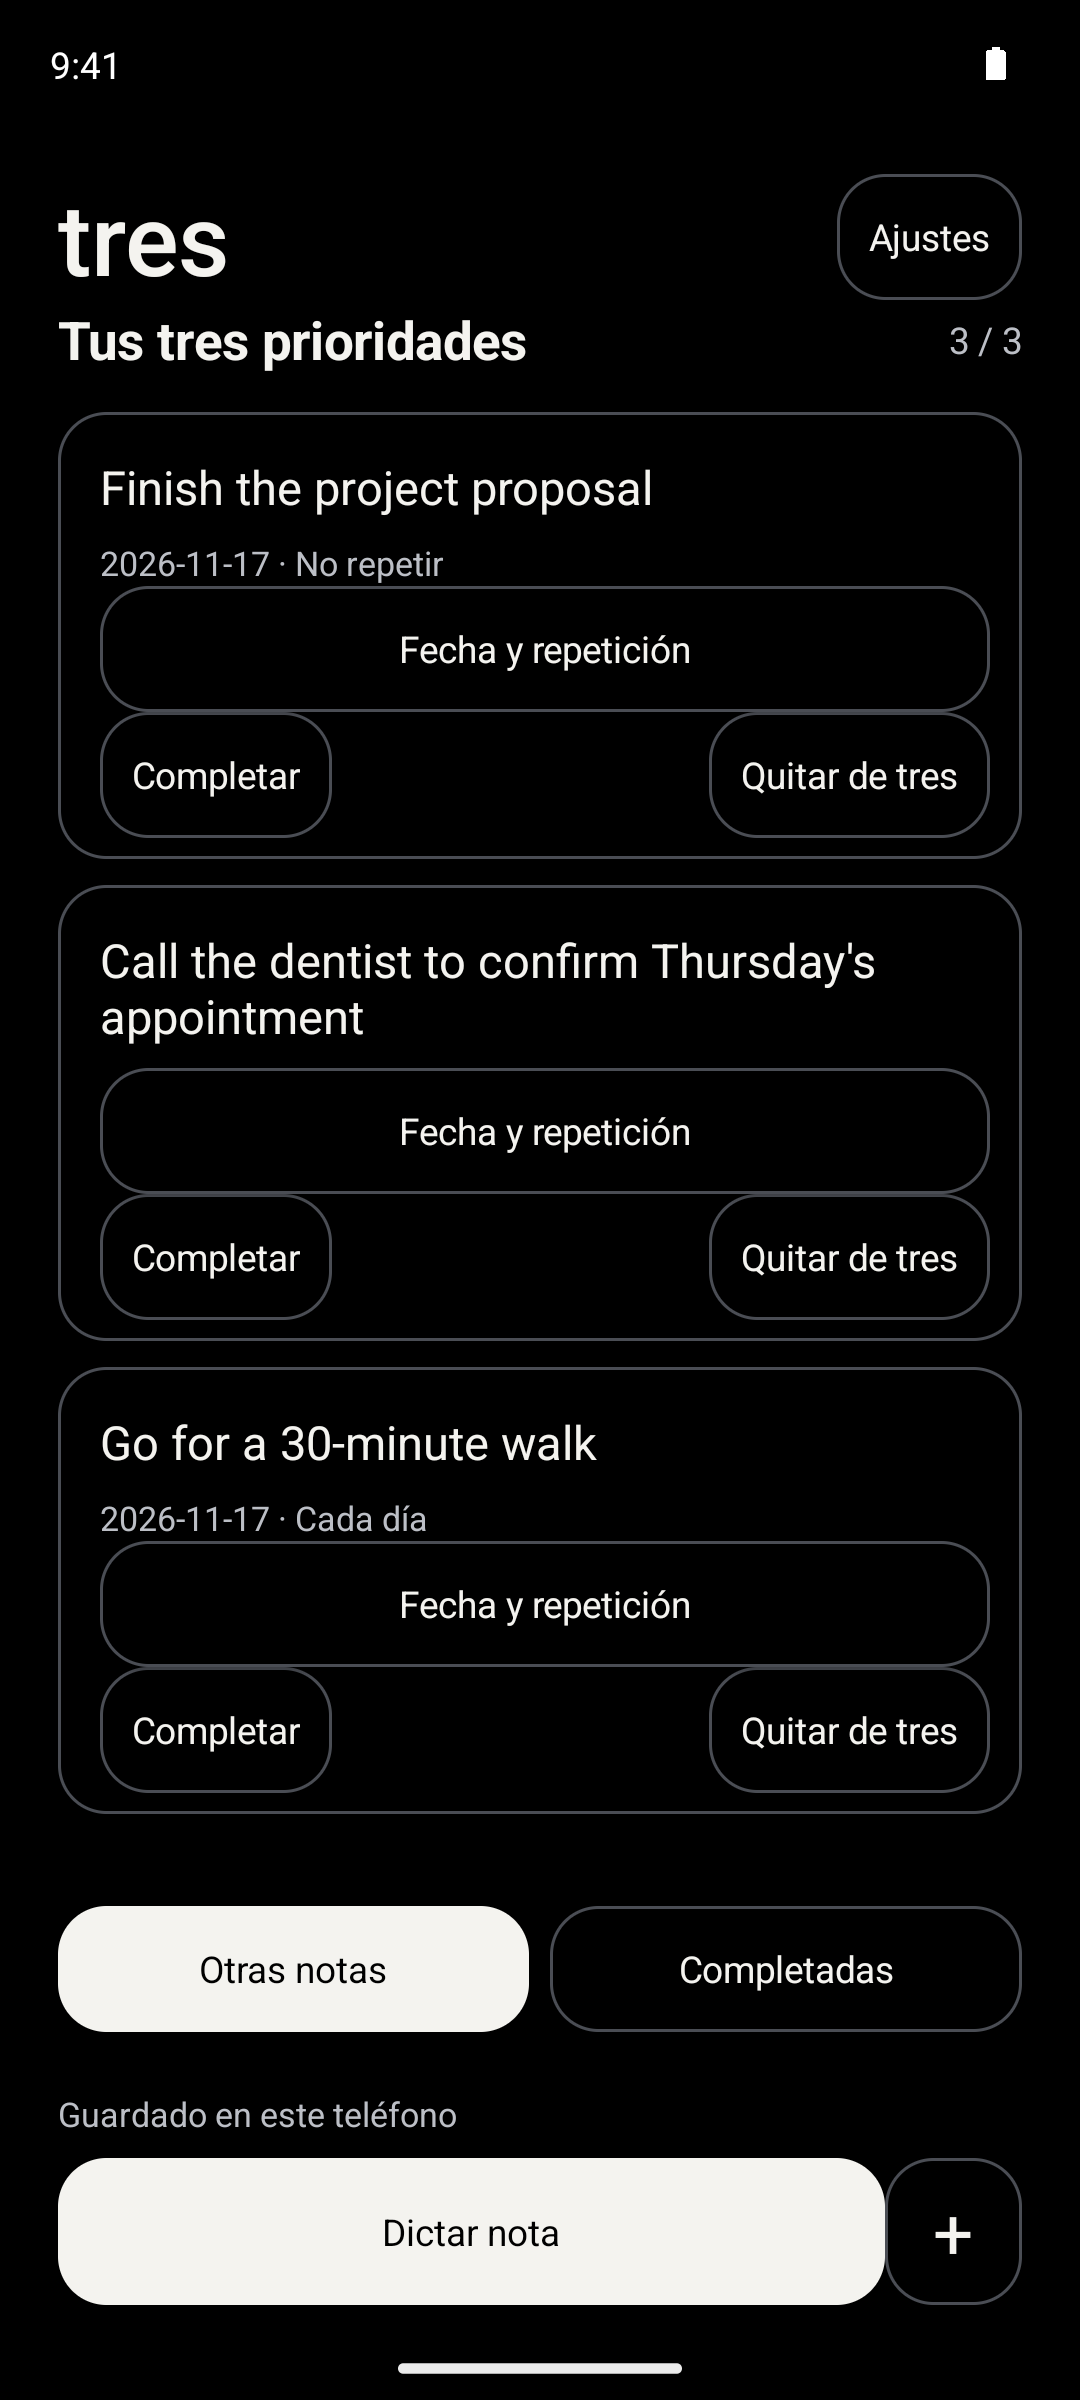 9:41
tres
Ajustes
Tus tres prioridades
3 / 3
Finish the project proposal
2026-11-17 · No repetir
Fecha y repetición
Completar
Quitar de tres
Call the dentist to confirm Thursday's
appointment
Fecha y repetición
Completar
Quitar de tres
Go for a 30-minute walk
2026-11-17 · Cada día
Fecha y repetición
Completar
Quitar de tres
Otras notas
Completadas
Guardado en este teléfono
Dictar nota
+